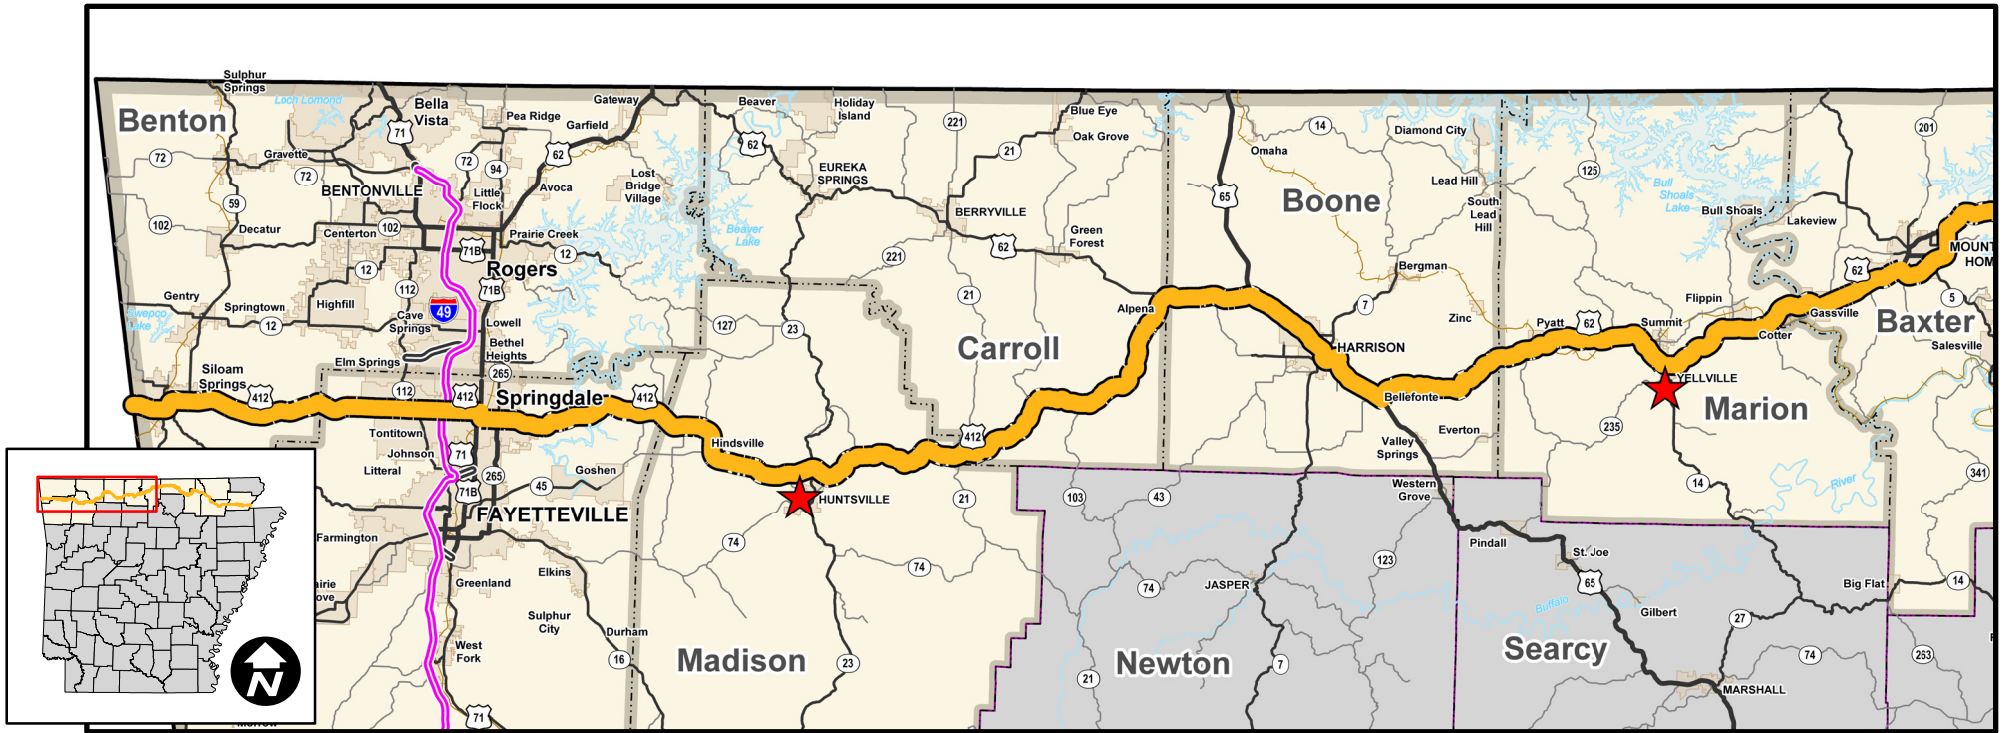 Sulphur
Springs
Loch Lomond
Bella
Vista
Gateway
Pea Ridge
Garfield
Beaver
Holiday
Island
Blue Eye
Oak Grove
Diamond City
Benton
71
62
62
221
14
201
72
Gravette
72
72
94
21
Omaha
125
BENTONVILLE
Little
Flock
Avoca
Lost
Bridge
Village
EUREKA
SPRINGS
Lead Hill
Bull
Shoals
Lake
59
65
Boone
South
Lead
Hill
Bull Shoals
Lakeview
BERRYVILLE
102
Decatur
Centerton
102
Prairie Creek
Beaver
Lake
Green
Forest
62
MOUNT
HOM
71B
12
221
12
Rogers
Bergman
62
Gentry
Springtown
Highfill
112
71B
21
Alpena
7
Flippin
5
Swepco
Lake
12
49
Cave
Springs
Lowell
127
23
Zinc
Pyatt
62
Summit
Gassville
Baxter
Cotter
Salesville
Elm Springs
Bethel
Heights
Carroll
HARRISON
Siloam
Springs
265
YELLVILLE
412
112
412
Springdale
412
Bellefonte
Marion
Tontitown
Hindsville
412
Everton
235
Johnson
71
Valley
Springs
Litteral
265
Goshen
341
71B
45
HUNTSVILLE
21
103
43
Western
Grove
14
River
FAYETTEVILLE
Farmington
74
Pindall
St. Joe
airie
ove
Greenland
Elkins
74
123
74
JASPER
65
Big Flat
14
Sulphur
City
Buffalo
Gilbert
27
West
Fork
Durham
16
Madison
23
Newton
7
Searcy
74
263
21
MARSHALL
71
N